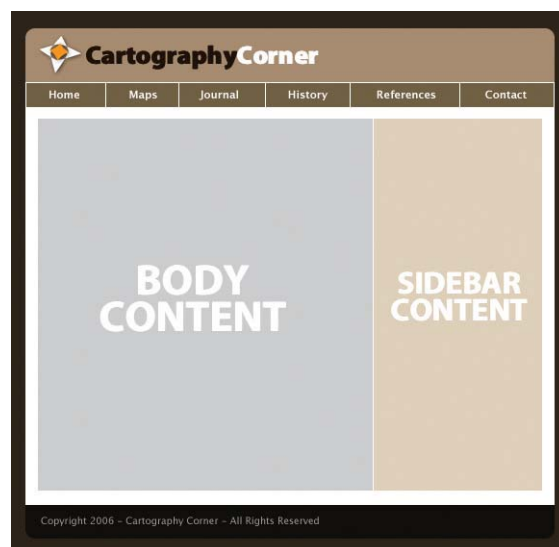 CartographyCorner
Home Maps Journal History References Contact
BODY
CONTENT
SIDEBAR
CONTENT
Copyright 2006 – Cartography Corner – All Rights Reserved